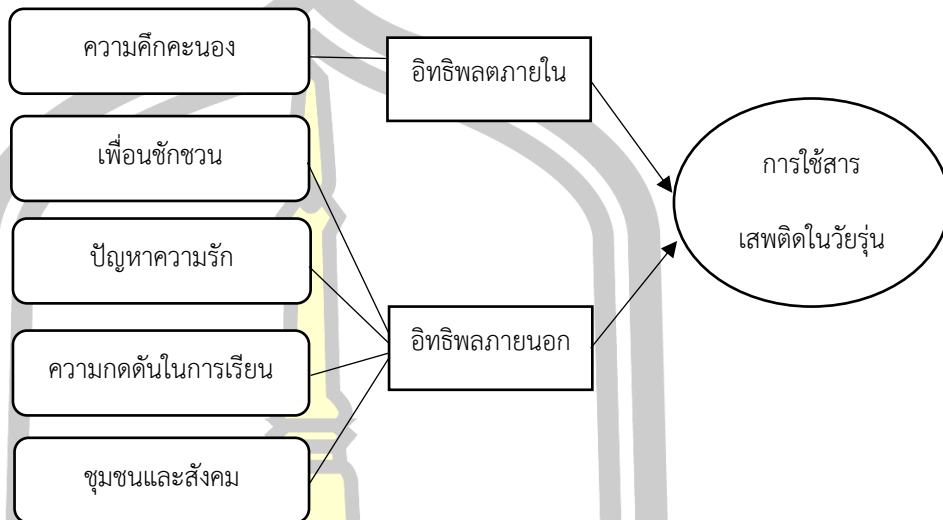 ความคึกคะนอง
อิทธิพลตภายใน
เพื่อนชักชวน
การใช้สาร
เสพติดในวัยรุ่น
ปัญหาความรัก
อิทธิพลภายนอก
ความกดดันในการเรียน
ชุมชนและสังคม